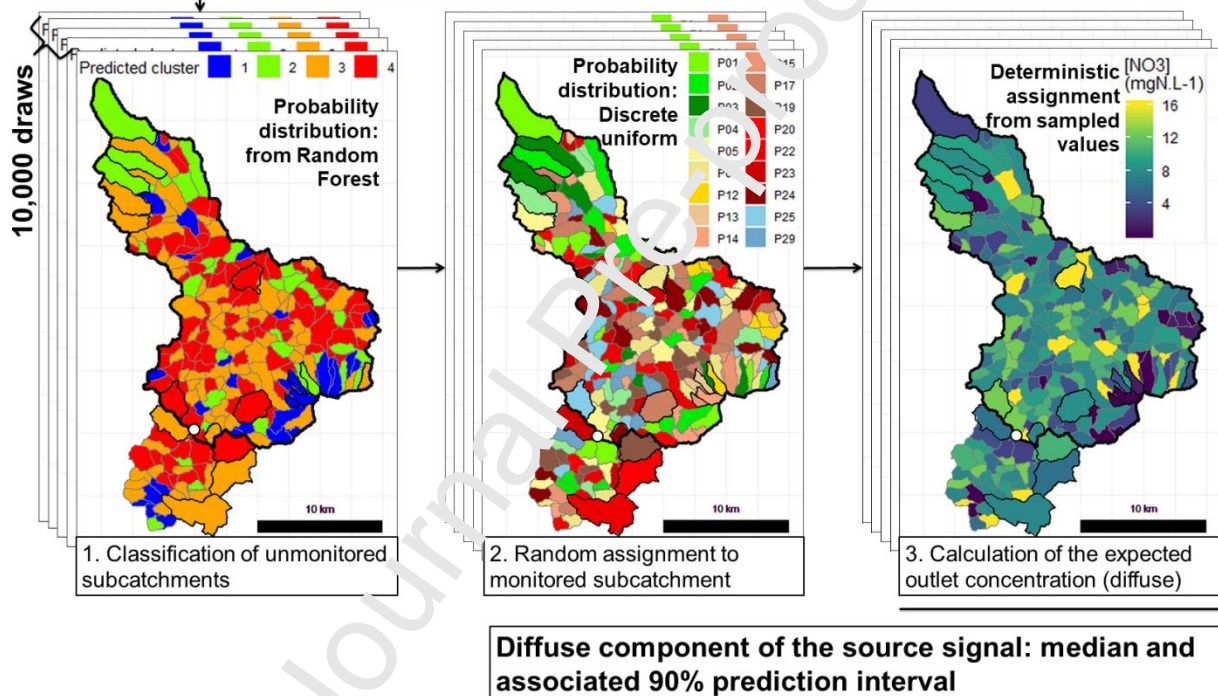 10,000 draws
Predicted cluster 1 2 3 4
Probability
distribution:
from Random
Forest
10 km
1. Classification of unmonitored
subcatchments
Probability
distribution:
Discrete
uniform
P01
P02
P03
P04
P05
P12
P13
P14
P15
P17
P19
P20
P22
P23
P24
P25
P29
10 km
2. Random assignment to
monitored subcatchment
Deterministic
assignment
from sampled
values
[NO3]
(mgN.L-1)
16
12
8
4
10 km
3. Calculation of the expected
outlet concentration (diffuse)
Diffuse component of the source signal: median and
associated 90% prediction interval
Journal Pre-proo